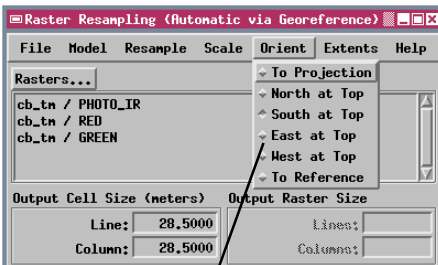 Raster Resampling (Automatic via Georeference)
File Model Resample Scale Orient Extents Help
Rasters...
To Projection
North at Top
South at Top
East at Top
West at Top
To Reference
cb_tm / PHOTO_IR
cb_tm / RED
cb_tm / GREEN
Output Cell Size (meters) Output Raster Size
Line: 28.5000 Lines:
Column: 28.5000 Columns: